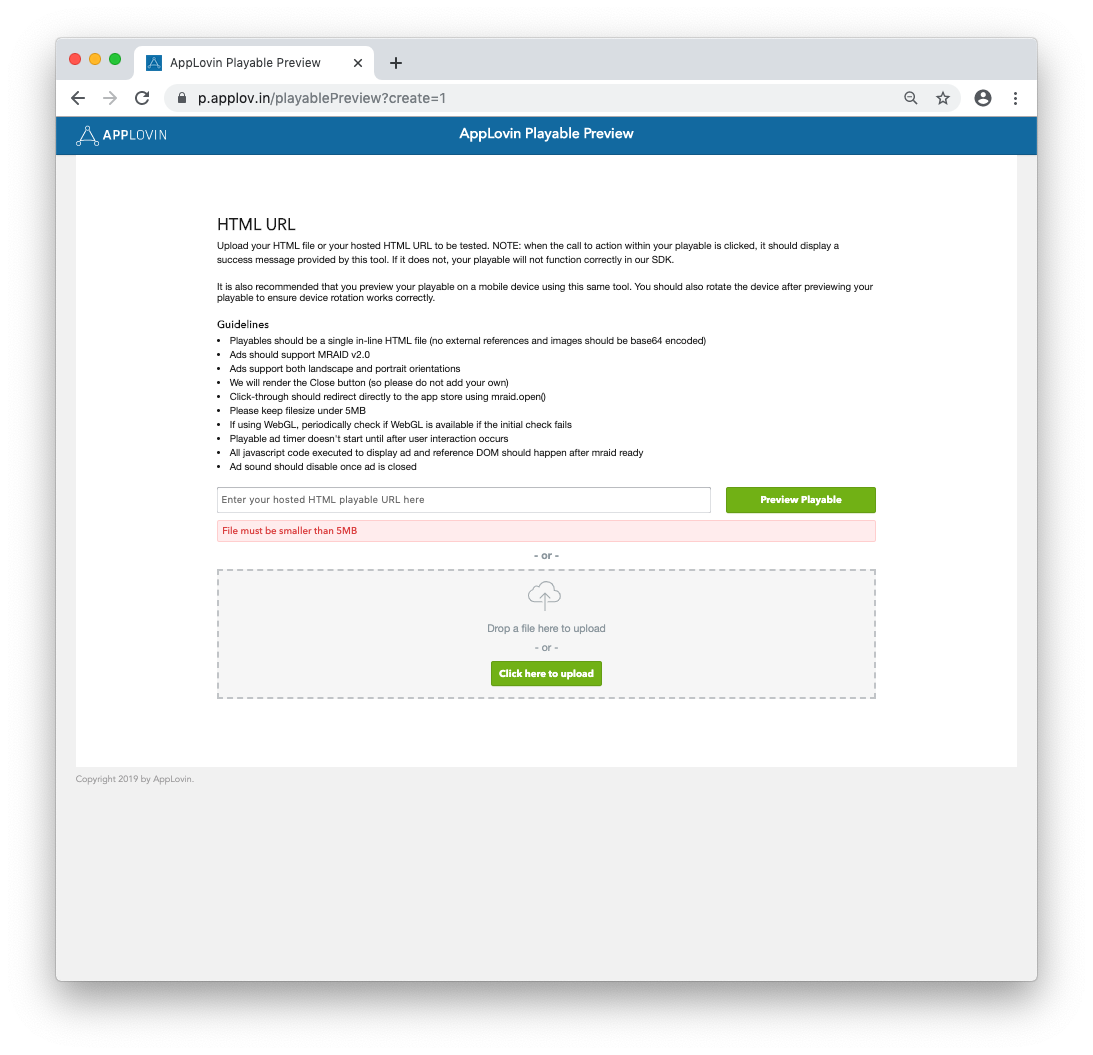 AppLovin Playable Preview
p.applov.in/playablePreview?create=1
APPLOVIN
AppLovin Playable Preview
HTML URL
Upload your HTML file or your hosted HTML URL to be tested. NOTE: when the call to action within your playable is clicked, it should display a
success message provided by this tool. If it does not, your playable will not function correctly in our SDK.
It is also recommended that you preview your playable on a mobile device using this same tool. You should also rotate the device after previewing your
playable to ensure device rotation works correctly.
Guidelines
• Playables should be a single in-line HTML file (no external references and images should be base64 encoded)
• Ads should support MRAID v2.0
• Ads support both landscape and portrait orientations
• We will render the Close button (so please do not add your own)
• Click-through should redirect directly to the app store using mraid.open()
• Please keep filesize under 5MB
• If using WebGL, periodically check if WebGL is available if the initial check fails
• Playable ad timer doesn't start until after user interaction occurs
• All javascript code executed to display ad and reference DOM should happen after mraid ready
• Ad sound should disable once ad is closed
Enter your hosted HTML playable URL here
Preview Playable
File must be smaller than 5MB
- or -
Drop a file here to upload
- or -
Click here to upload
Copyright 2019 by AppLovin.